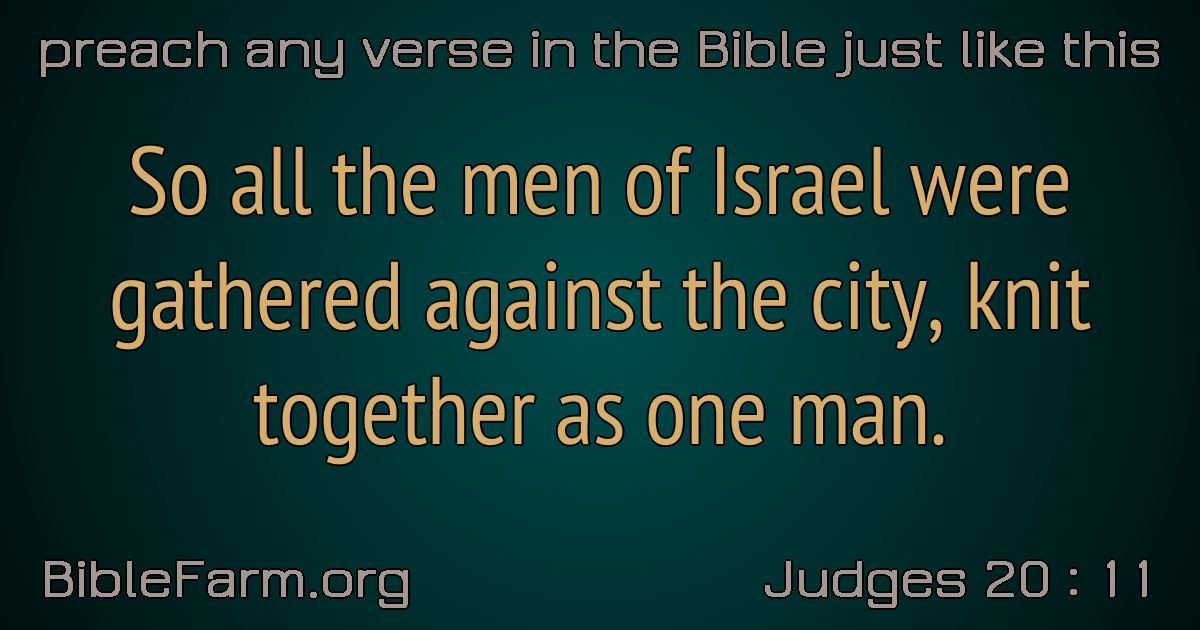 preach any verse in the Bible just like this
So all the men of Israel were
gathered against the city, knit
together as one man.
BibleFarm.org
Judges 20 : 11